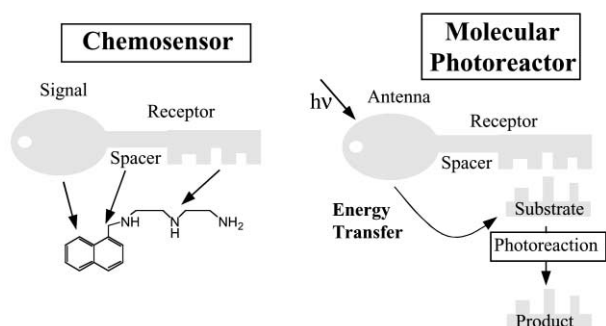 Chemosensor
Signal
Receptor
Spacer
NH
N
H
NH2
Molecular
Photoreactor
hν
Antenna
Receptor
Spacer
Energy
Transfer
Substrate
Photoreaction
Product